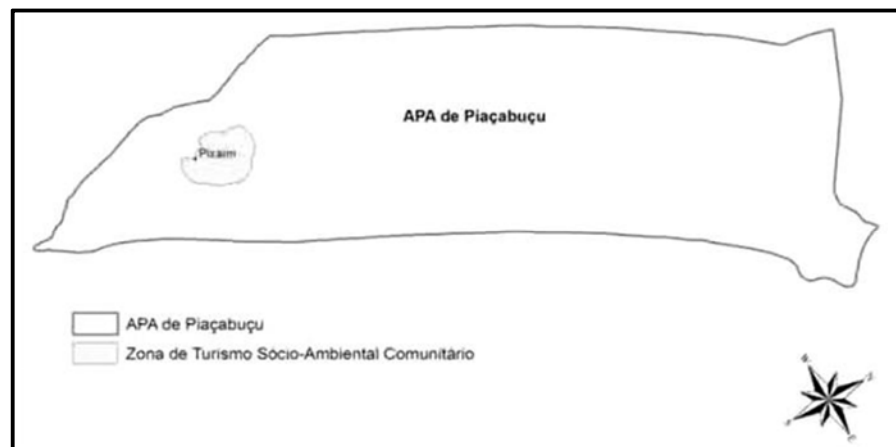 APA de Piaçabuçu
Pixaim
APA de Piaçabuçu
Zona de Turismo Sócio-Ambiental Comunitário